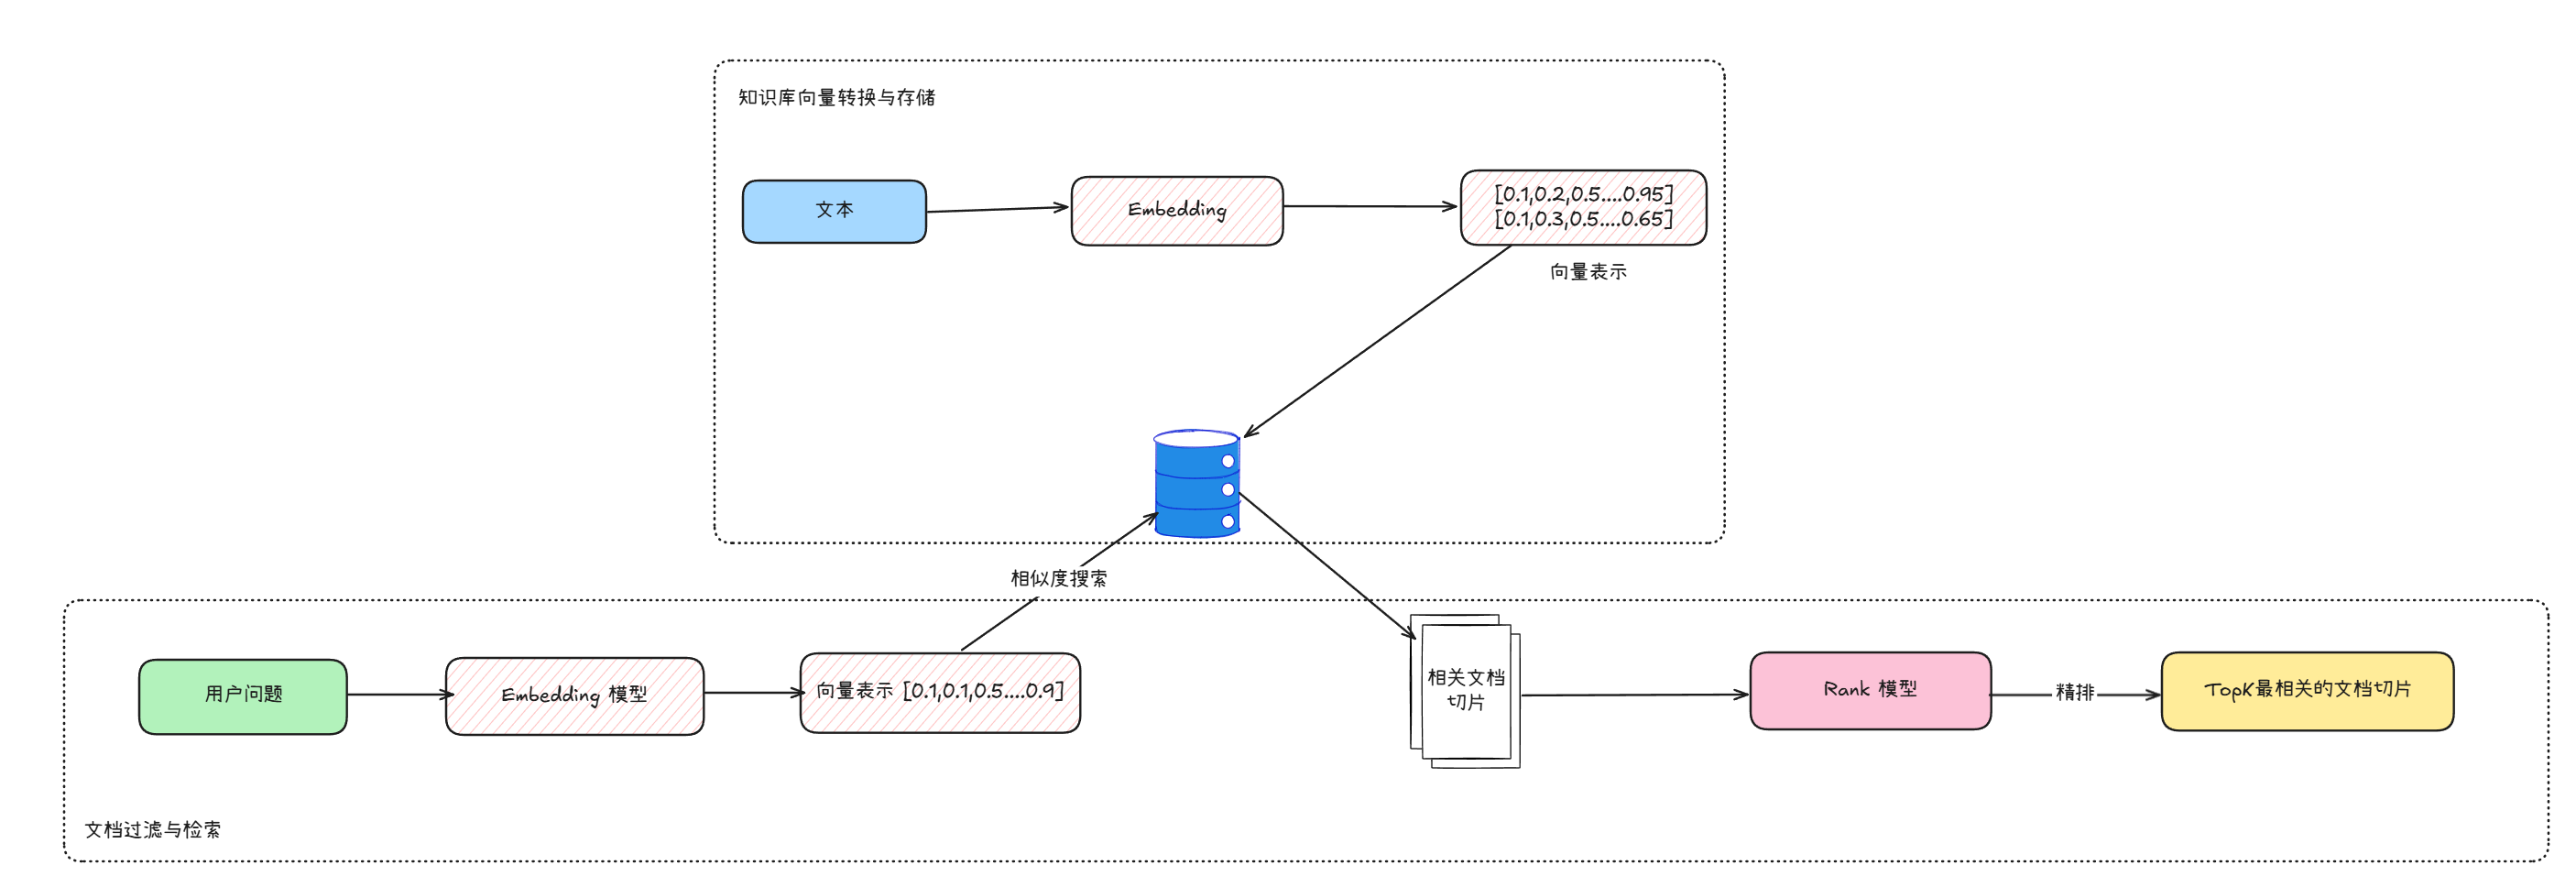 知识库向量转换与存储
文本
Embedding
[0.1,0.2,0.5....0.95]
[0.1,0.3,0.5....0.65]
向量表示
相似度搜索
用户问题
Embedding 模型
向量表示 [0.1,0.1,0.5....0.9]
相关文档
切片
Rank 模型
精排
TopK最相关的文档切片
文档过滤与检索